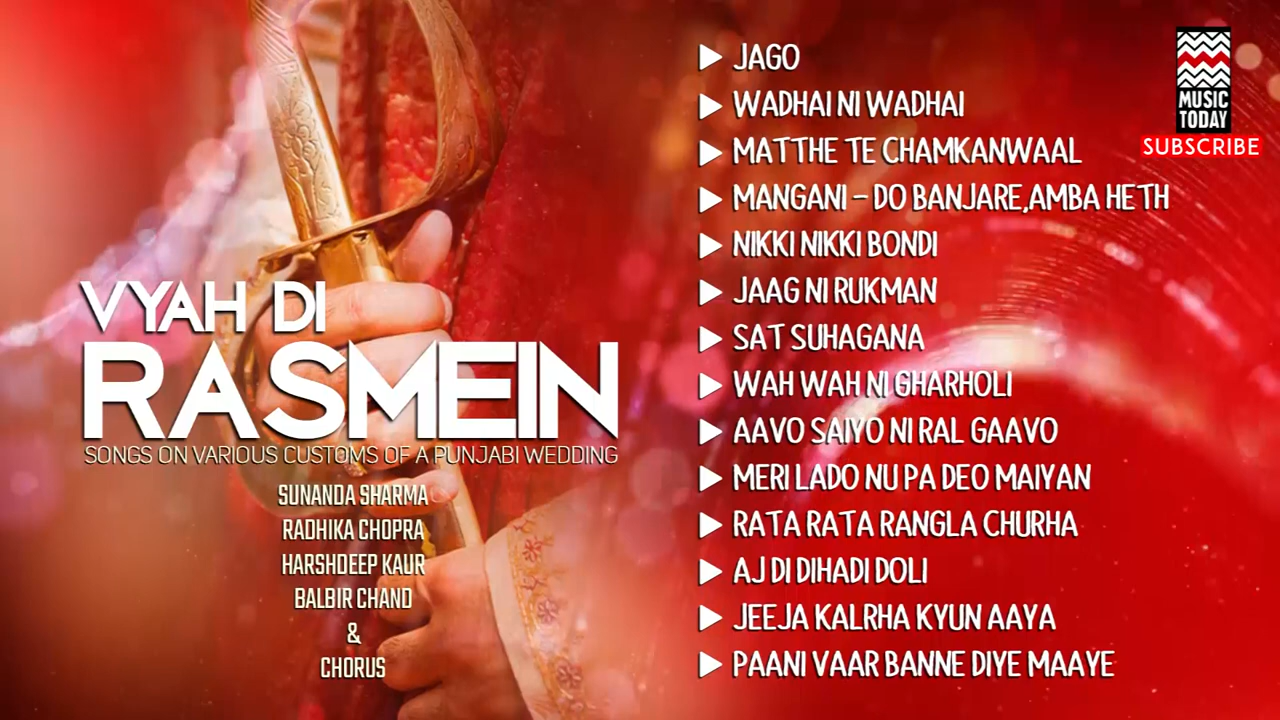 VYAH DI
RASMEIN
SONGS ON VARIOUS CUSTOMS OF A PUNJABI WEDDING
SUNANDA SHARMA
RADHIKA CHOPRA
HARSHDEEP KAUR
BALBIR CHAND
&
CHORUS
JAGO
WADHAI NI WADHAI
MATTHE TE CHAMKANWAAL
MANGANI – DO BANJARE,AMBA HETH
NIKKI NIKKI BONDI
JAAG NI RUKMAN
SAT SUHAGANA
WAH WAH NI GHARHOLI
AAVO SAIYO NI RAL GAAVO
MERI LADO NU PA DEO MAIYAN
RATA RATA RANGLA CHURHA
AJ DI DIHADI DOLI
JEEJA KALRHA KYUN AAYA
PAANI VAAR BANNE DIYE MAAYE
MUSIC
TODAY
SUBSCRIBE